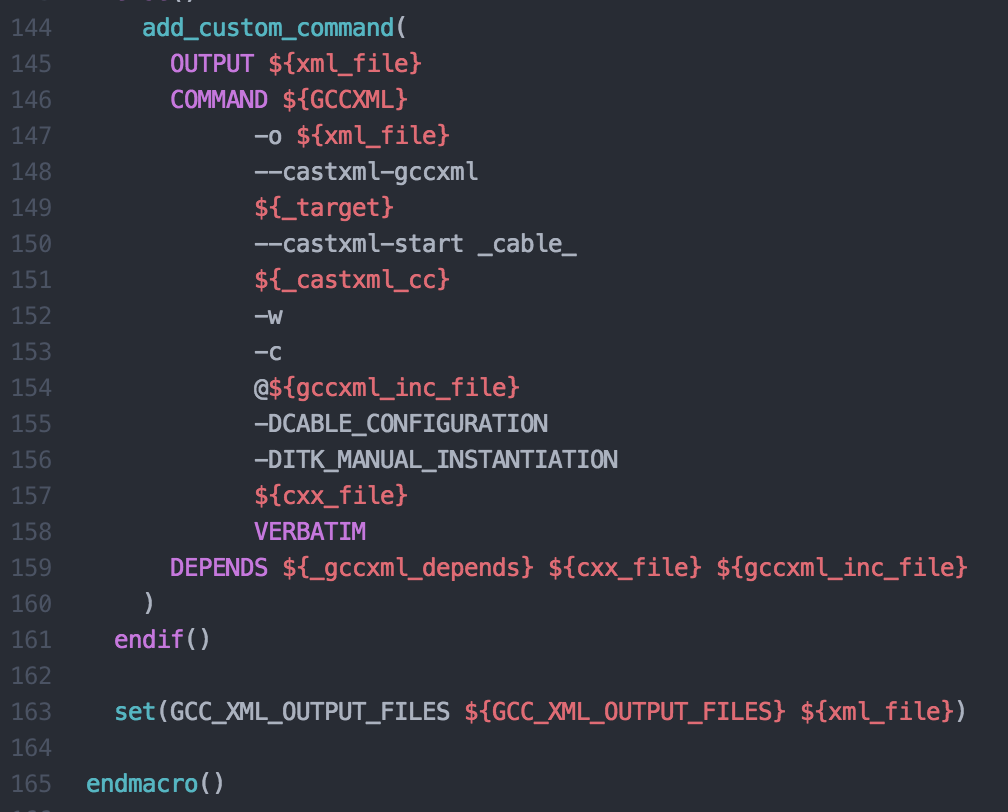 144 add_custom_command(
145 OUTPUT ${xml_file}
146 COMMAND ${GCCXML}
147 -o ${xml_file}
148 --castxml-gccxml
149 ${_target}
150 --castxml-start _cable_
151 ${_castxml_cc}
152 -w
153 -c
154 @${gccxml_inc_file}
155 -DCABLE_CONFIGURATION
156 -DITK_MANUAL_INSTANTIATION
157 ${cxx_file}
158 VERBATIM
159 DEPENDS ${_gccxml_depends} ${cxx_file} ${gccxml_inc_file}
160 )
161 endif()
162
163 set(GCC_XML_OUTPUT_FILES ${GCC_XML_OUTPUT_FILES} ${xml_file})
164
165 endmacro()